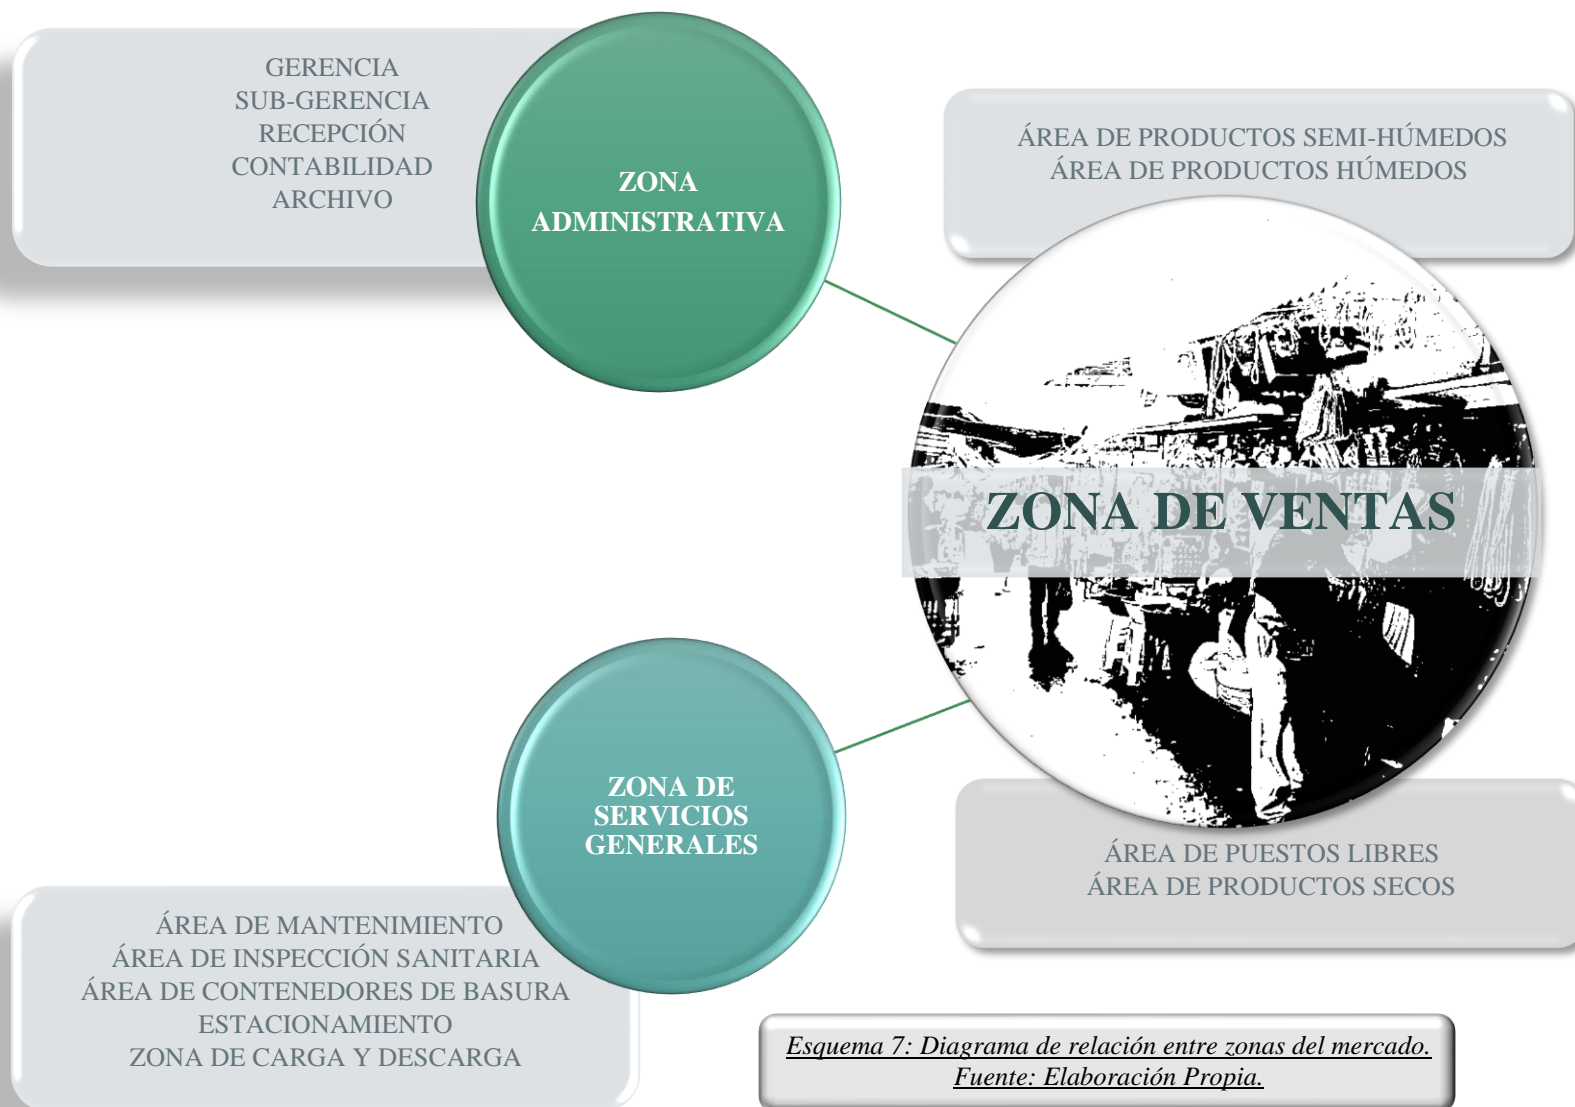 GERENCIA
SUB-GERENCIA
RECEPCIÓN
CONTABILIDAD
ARCHIVO
ZONA
ADMINISTRATIVA
ÁREA DE PRODUCTOS SEMI-HÚMEDOS
ÁREA DE PRODUCTOS HÚMEDOS
ZONA DE VENTAS
ZONA DE
SERVICIOS
GENERALES
ÁREA DE PUESTOS LIBRES
ÁREA DE PRODUCTOS SECOS
ÁREA DE MANTENIMIENTO
ÁREA DE INSPECCIÓN SANITARIA
ÁREA DE CONTENEDORES DE BASURA
ESTACIONAMIENTO
ZONA DE CARGA Y DESCARGA
Esquema 7: Diagrama de relación entre zonas del mercado.
Fuente: Elaboración Propia.